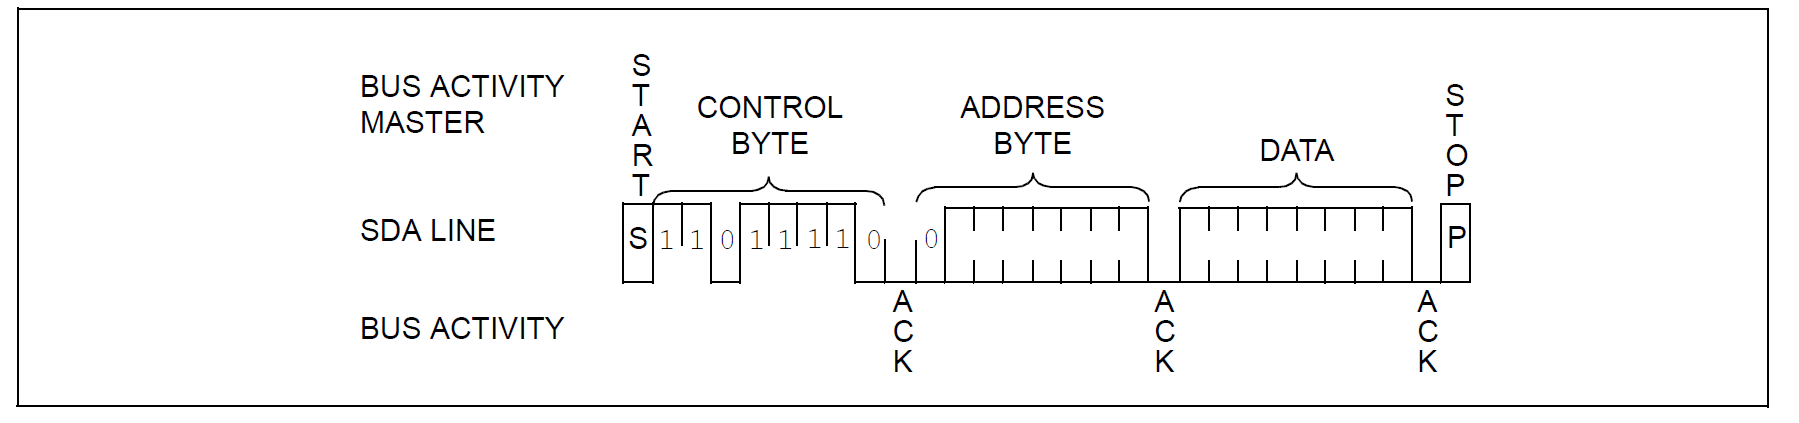 BUS ACTIVITY
MASTER
START
CONTROL
BYTE
ADDRESS
BYTE
DATA
STOP
SDA LINE
S 1 1 0 1 1 1 1 0 0 P
BUS ACTIVITY
ACK
ACK
ACK